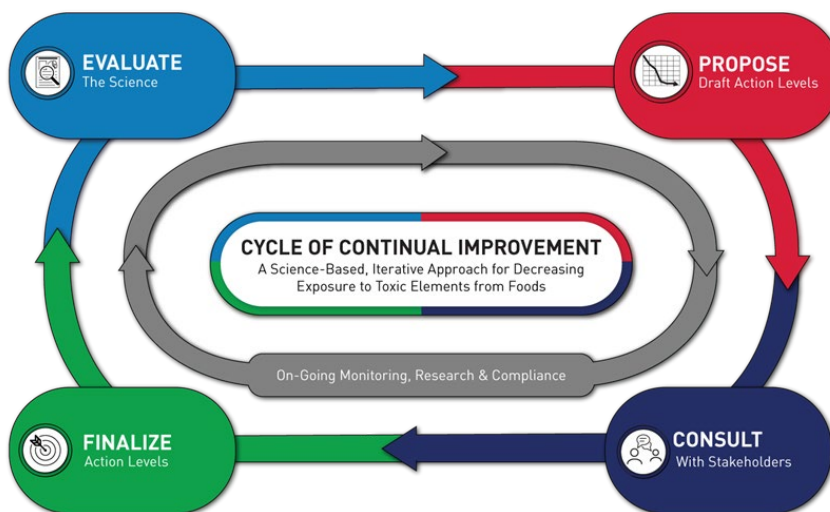 EVALUATE
The Science
PROPOSE
Draft Action Levels
CYCLE OF CONTINUAL IMPROVEMENT
A Science-Based, Iterative Approach for Decreasing
Exposure to Toxic Elements from Foods
On-Going Monitoring, Research & Compliance
FINALIZE
Action Levels
CONSULT
With Stakeholders